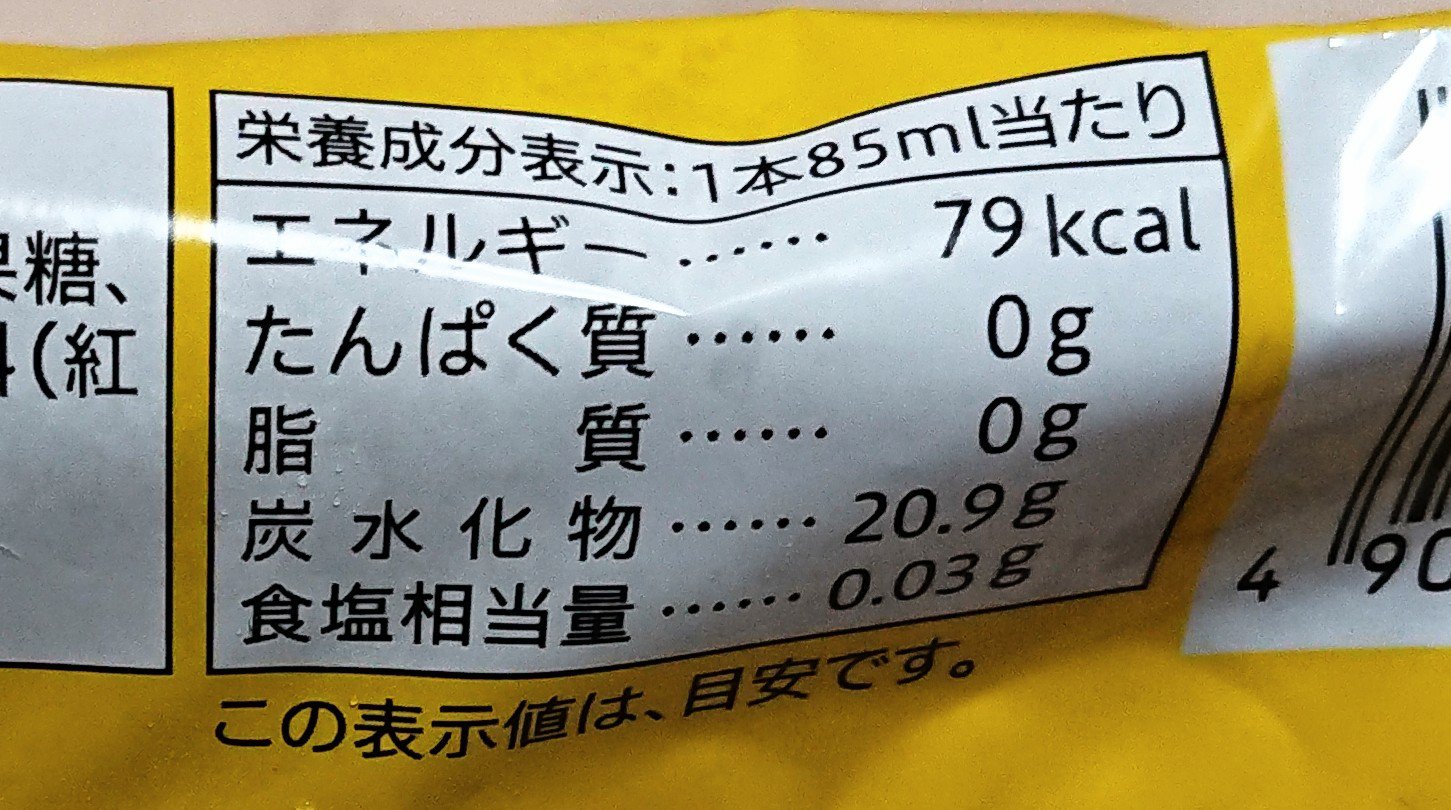 糖、
(紅
栄養成分表示:1本85ml当たり
エネルギー…… 79kcal
たんぱく質…… 0g
脂質…… 0g
炭水化物…… 20.9g
食塩相当量…… 0.03g
この表示値は、目安です。
4 90